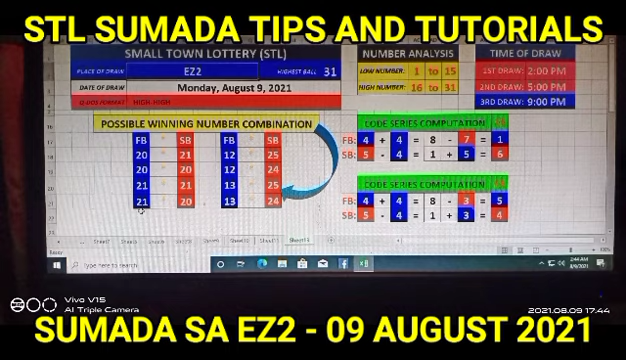 STL SUMADA TIPS AND TUTORIALS
SMALL TOWN LOTTERY (STL)
PLACE OF DRAW EZ2 HIGHEST BALL 31
DATE OF DRAW Monday, August 9, 2021
HIGH-HIGH
NUMBER ANALYSIS
LOW NUMBER: 1 to 15
HIGH NUMBER: 16 to 31
TIME OF DRAW
1ST DRAW: 2:00 PM
2ND DRAW: 5:00 PM
3RD DRAW: 9:00 PM
POSSIBLE WINNING NUMBER COMBINATION
FB SB FB SB
20 21 12 25
20 20 12 24
21 21 13 25
21 20 13 24
CODE SERIES COMPUTATION
FB: 4 + 4 = 8 - 7 = 1
SB: 5 - 4 = 1 + 5 = 6
CODE SERIES COMPUTATION
FB: 4 + 4 = 8 - 3 = 5
SB: 5 - 4 = 1 + 3 = 4
Type here to search
2:44 AM
8/9/2021
Vivo V15
AI Triple Camera
2021.08.09 17:44
SUMADA SA EZ2 - 09 AUGUST 2021